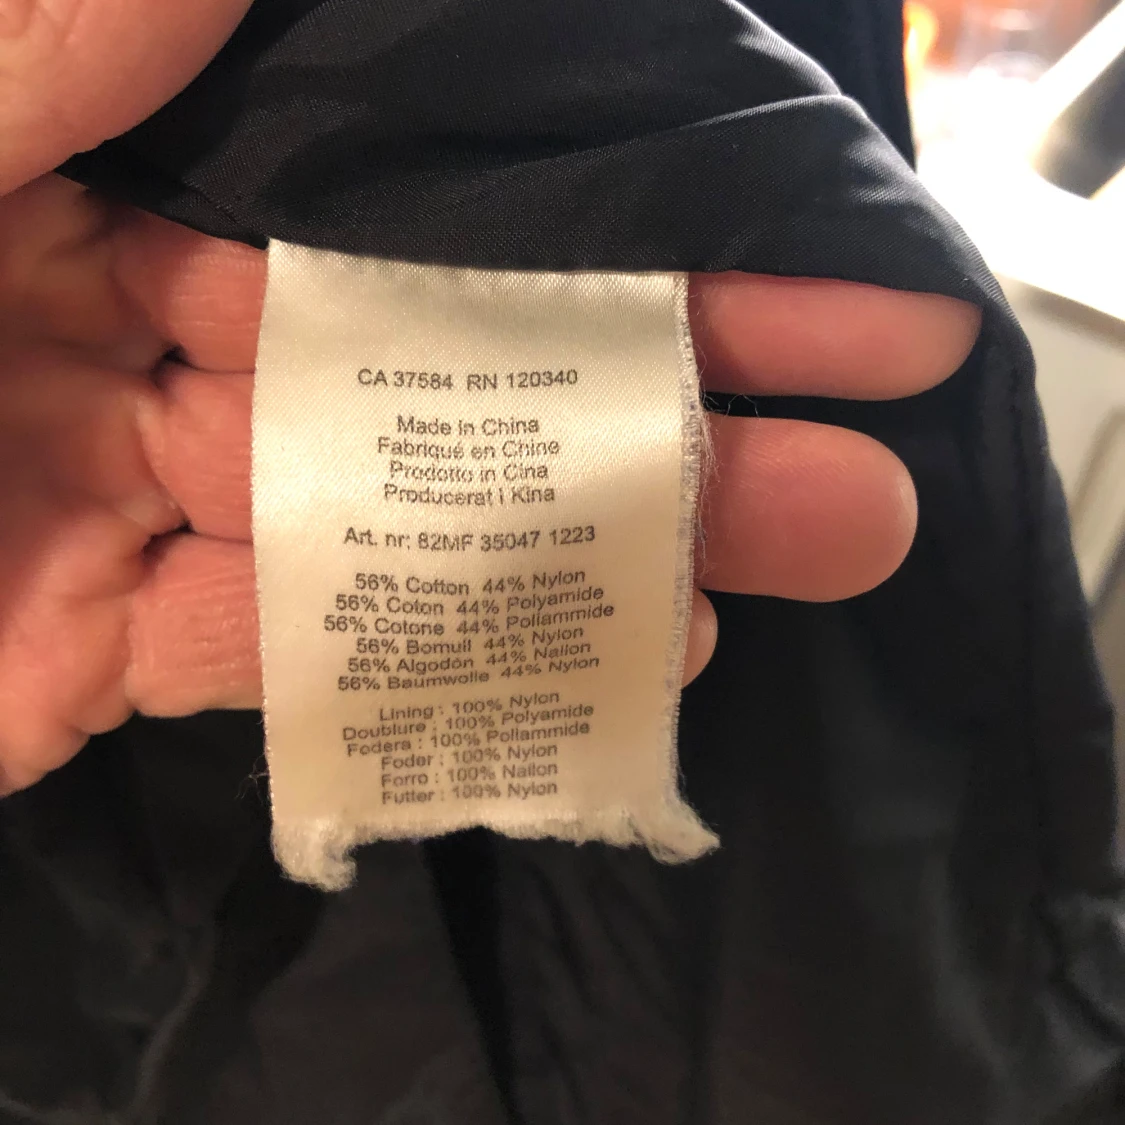 CA 37584 RN 120340
Made in China
Fabriqué en Chine
Prodotto in Cina
Producerat i Kina
Art. nr: 82MF 35047 1223
56% Cotton 44% Nylon
56% Coton 44% Polyamide
56% Cotone 44% Poliammide
56% Bomull 44% Nylon
56% Algodón 44% Nailon
56% Baumwolle 44% Nylon
Lining : 100% Nylon
Doublure : 100% Polyamide
Fodera : 100% Poliammide
Foder : 100% Nylon
Forro : 100% Nailon
Futter : 100% Nylon